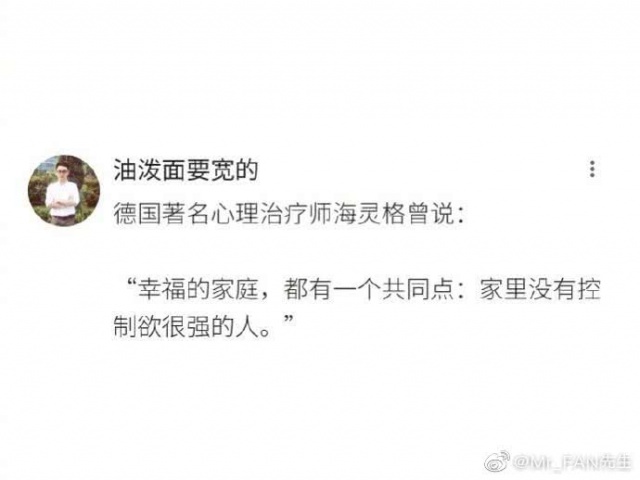 油泼面要宽的
德国著名心理治疗师海灵格曾说：
“幸福的家庭，都有一个共同点：家里没有控
制欲很强的人。”
@Mr_FAN先生